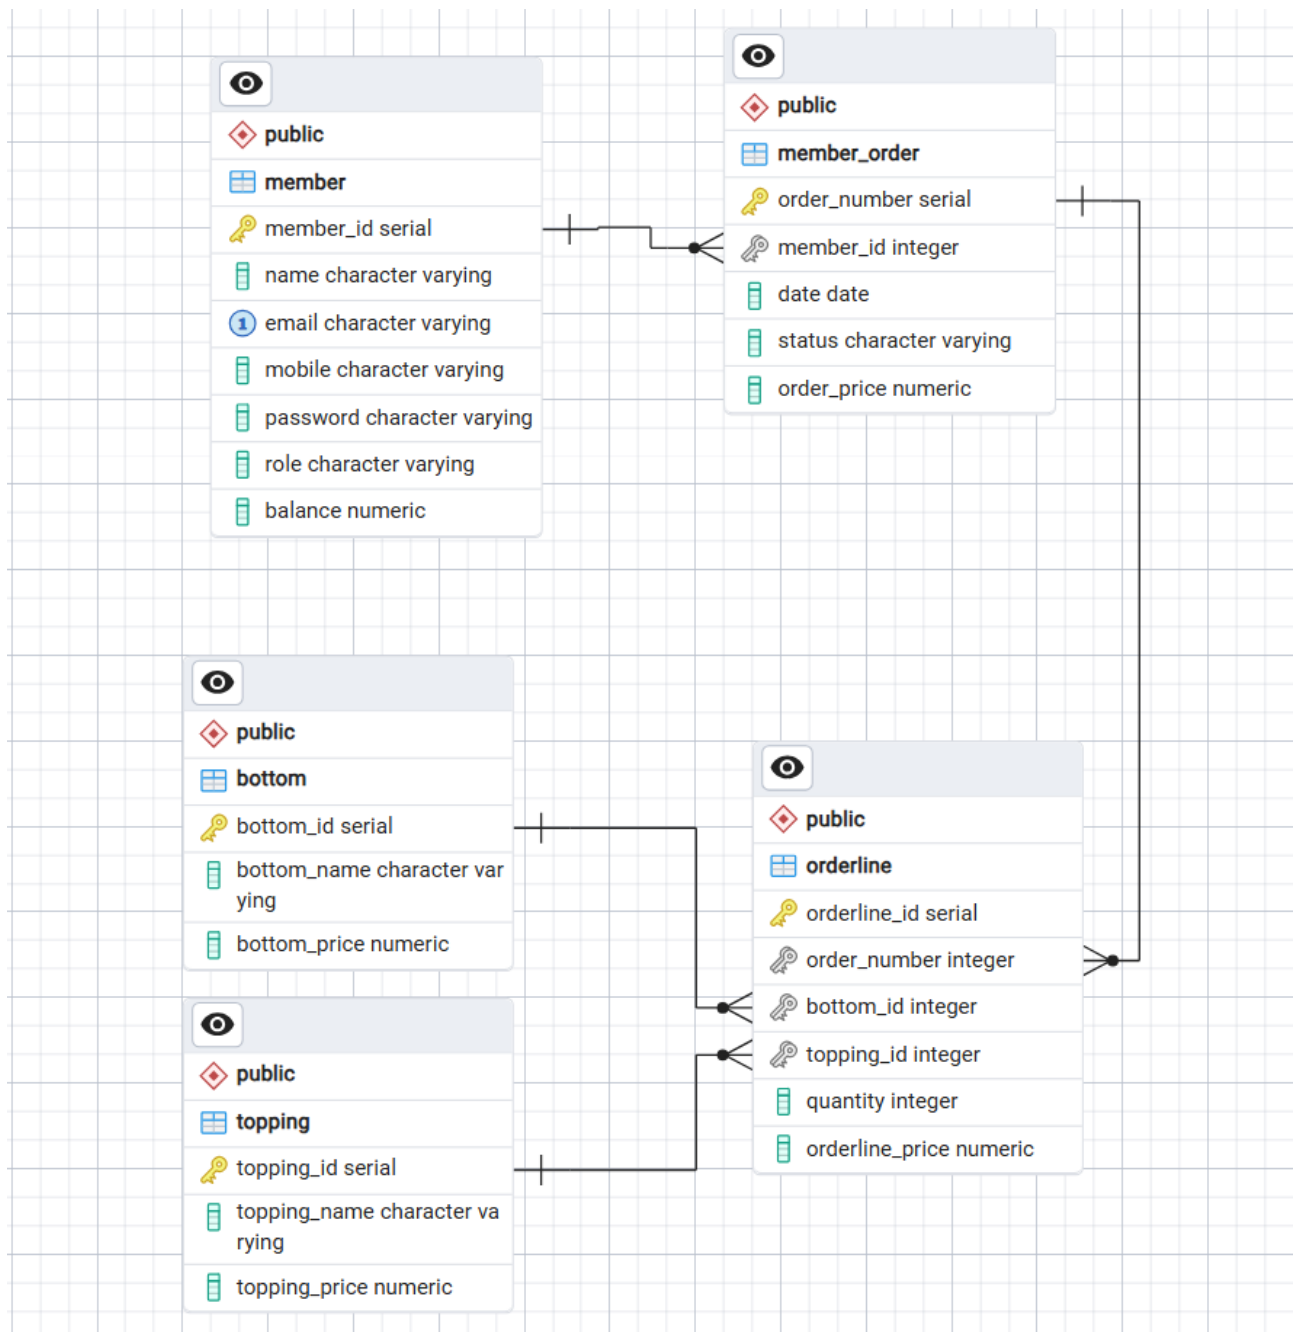 public
member
member_id serial
name character varying
1 email character varying
mobile character varying
password character varying
role character varying
balance numeric
public
member_order
order_number serial
member_id integer
date date
status character varying
order_price numeric
public
bottom
bottom_id serial
bottom_name character var
ying
bottom_price numeric
public
topping
topping_id serial
topping_name character va
rying
topping_price numeric
public
orderline
orderline_id serial
order_number integer
bottom_id integer
topping_id integer
quantity integer
orderline_price numeric